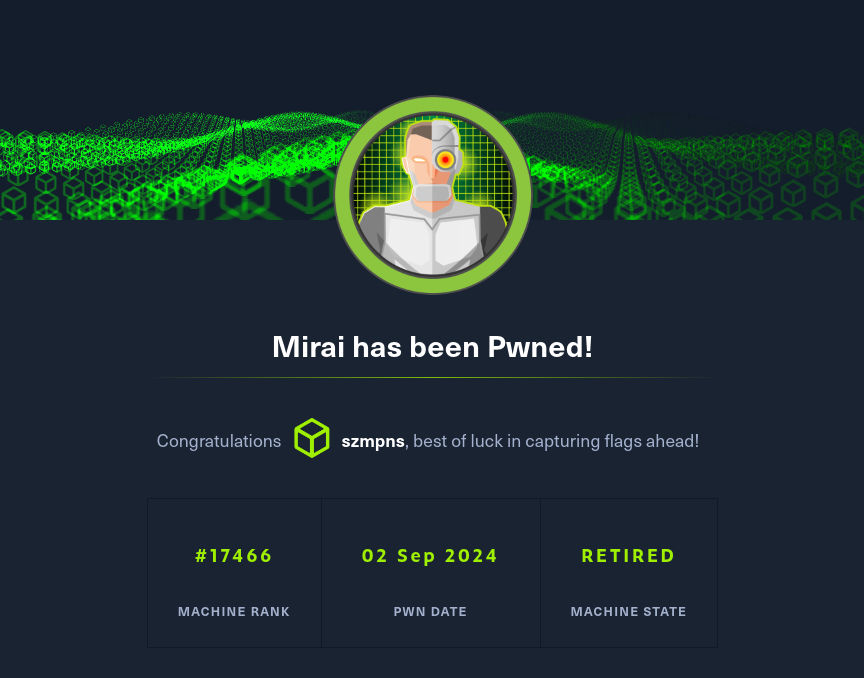 Mirai has been Pwned!
Congratulations szmpns, best of luck in capturing flags ahead!
#17466 02 Sep 2024 RETIRED
MACHINE RANK PWN DATE MACHINE STATE